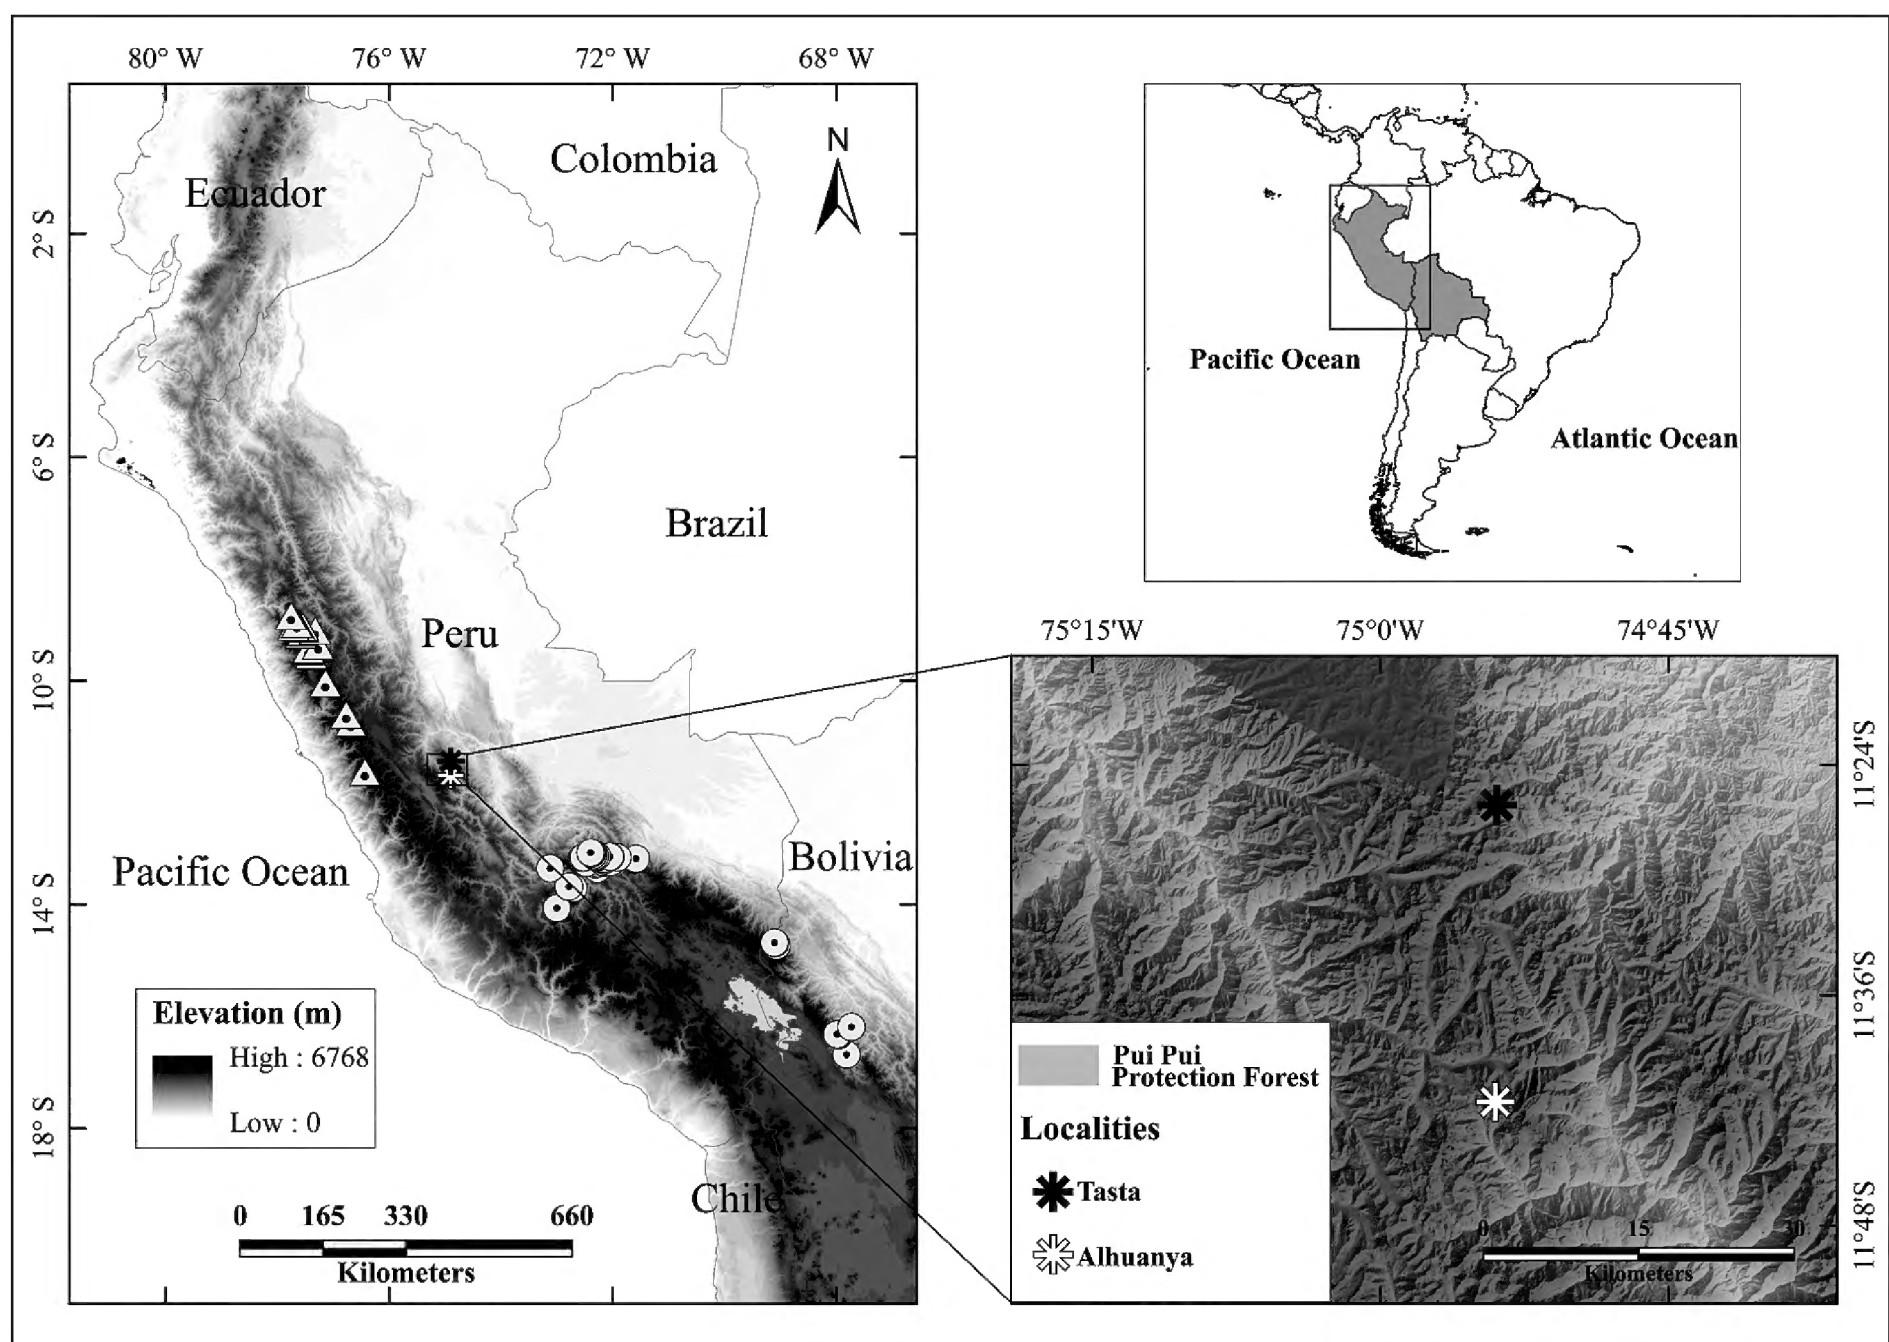 80° W
76° W
72° W
68° W
2° S
6° S
10° S
14° S
18° S
N
Colombia
Ecuador
Brazil
Peru
Pacific Ocean
Bolivia
Chile
Elevation (m)
High : 6768
Low : 0
0 165 330 660
Kilometers
Pacific Ocean
Atlantic Ocean
75°15'W
75°0'W
74°45'W
11°24'S
11°36'S
11°48'S
Pui Pui
Protection Forest
Localities
Tasta
Alhuanya
0 15 30
Kilometers